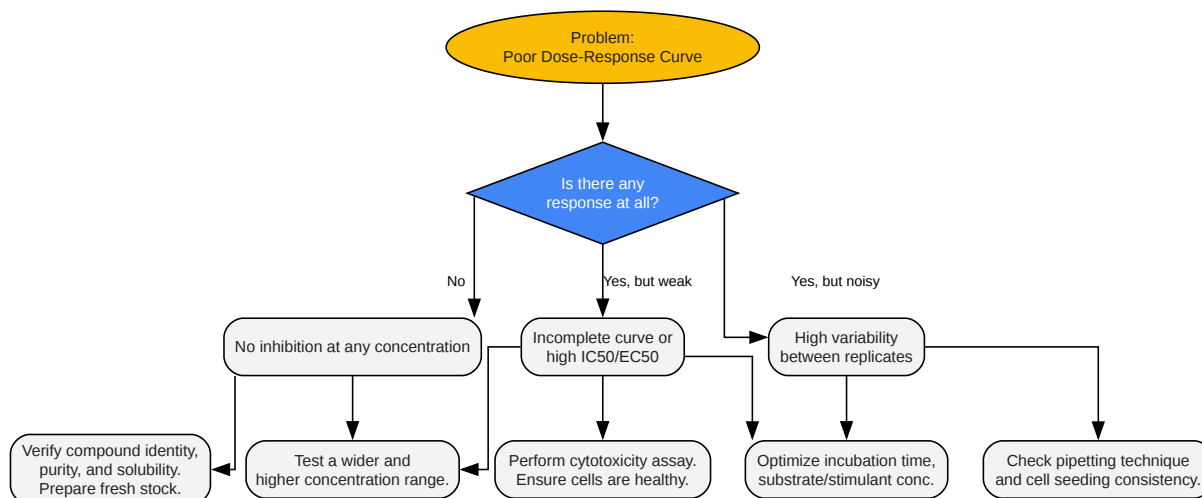 Problem:
Poor Dose-Response Curve
Is there any
response at all?
No
Yes, but weak
Yes, but noisy
No inhibition at any concentration
Incomplete curve or
high IC50/EC50
High variability
between replicates
Verify compound identity,
purity, and solubility.
Prepare fresh stock.
Test a wider and
higher concentration range.
Perform cytotoxicity assay.
Ensure cells are healthy.
Optimize incubation time,
substrate/stimulant conc.
Check pipetting technique
and cell seeding consistency.